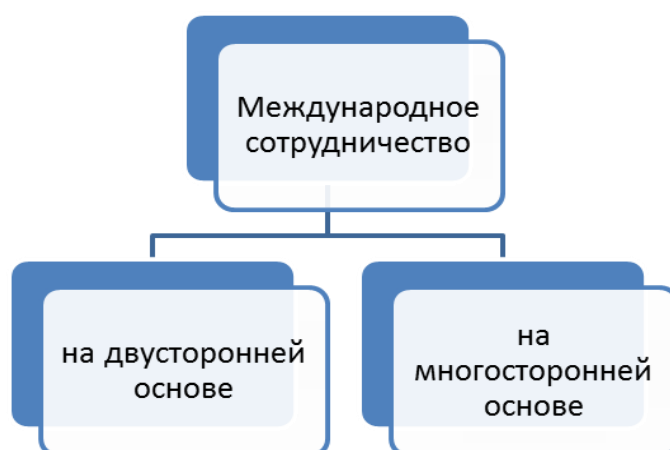 Международное
сотрудничество
на двусторонней
основе
на
многосторонней
основе